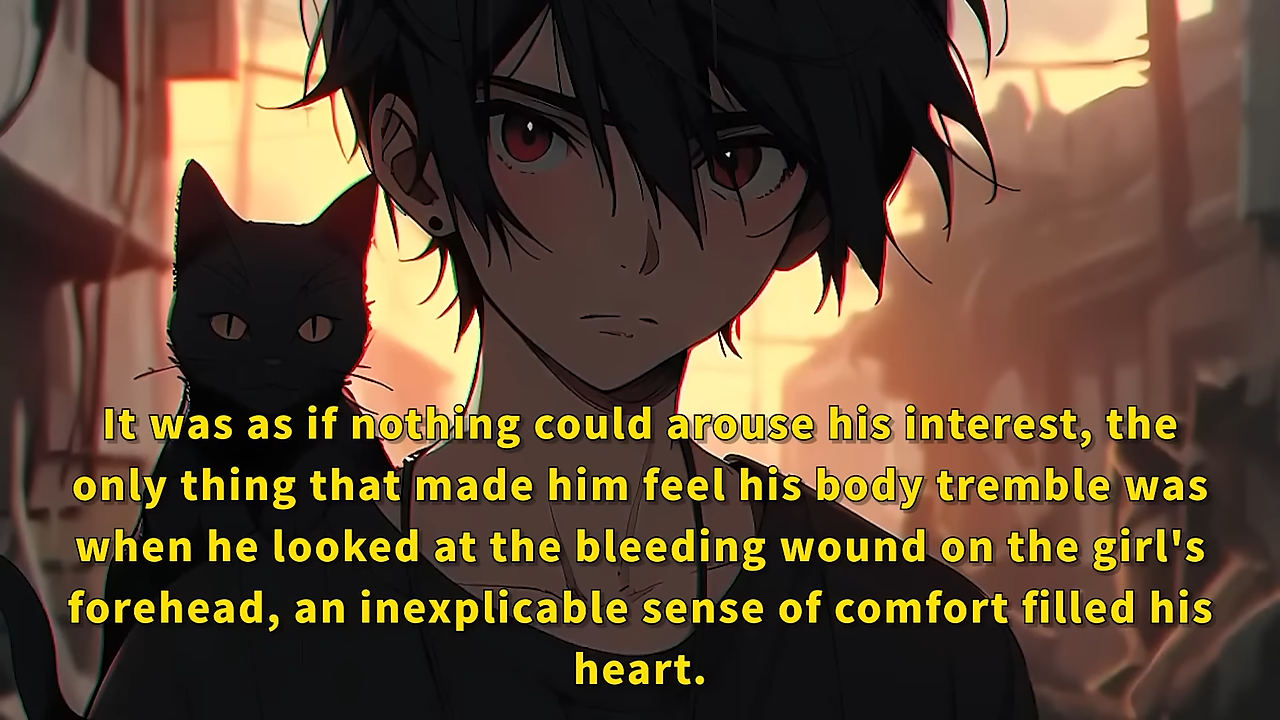 It was as if nothing could arouse his interest, the
only thing that made him feel his body tremble was
when he looked at the bleeding wound on the girl's
forehead, an inexplicable sense of comfort filled his
heart.